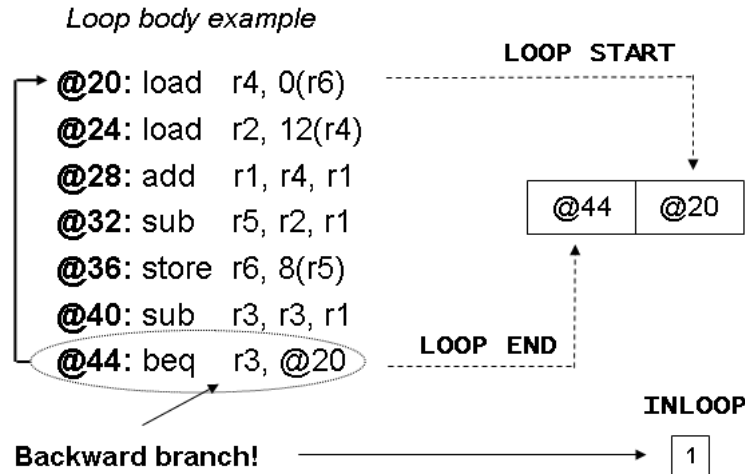 Loop body example
LOOP START
@20: load r4, 0(r6)
@24: load r2, 12(r4)
@28: add r1, r4, r1
@32: sub r5, r2, r1
@36: store r6, 8(r5)
@40: sub r3, r3, r1
@44: beq r3, @20
@44 @20
LOOP END
INLOOP
Backward branch!
1